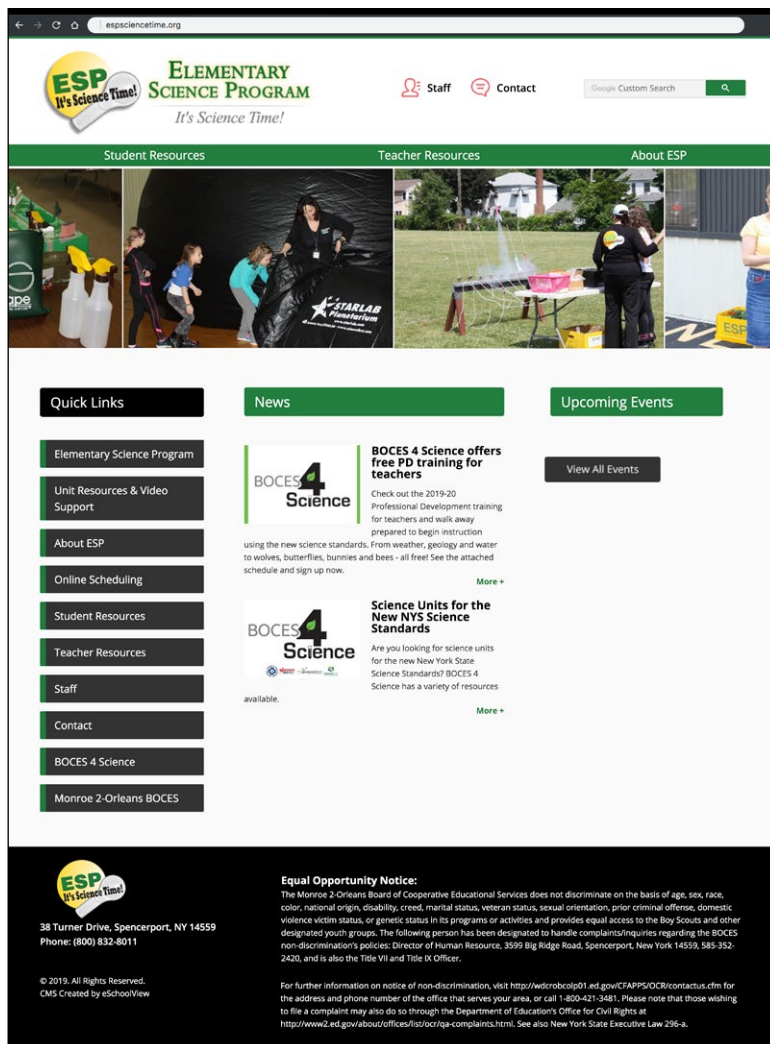 espsciencetime.org
ESP
It's Science Time!
ELEMENTARY
SCIENCE PROGRAM
It's Science Time!
Staff
Contact
Google Custom Search
Student Resources
Teacher Resources
About ESP
ape
STARLAB
Planetarium
www.starlab.com
ESP
Quick Links
Elementary Science Program
Unit Resources & Video
Support
About ESP
Online Scheduling
Student Resources
Teacher Resources
Staff
Contact
BOCES 4 Science
Monroe 2-Orleans BOCES
News
BOCES 4
Science
BOCES 4 Science offers
free PD training for
teachers
Check out the 2019-20
Professional Development training
for teachers and walk away
prepared to begin instruction
using the new science standards. From weather, geology and water
to wolves, butterflies, bunnies and bees - all free! See the attached
schedule and sign up now.
More +
BOCES 4
Science
Science Units for the
New NYS Science
Standards
Are you looking for science units
for the new New York State
Science Standards? BOCES 4
Science has a variety of resources
available.
More +
Upcoming Events
View All Events
ESP
It's Science Time!
38 Turner Drive, Spencerport, NY 14559
Phone: (800) 832-8011
© 2019. All Rights Reserved.
CMS Created by eSchoolView
Equal Opportunity Notice:
The Monroe 2-Orleans Board of Cooperative Educational Services does not discriminate on the basis of age, sex, race,
color, national origin, disability, creed, marital status, veteran status, sexual orientation, prior criminal offense, domestic
violence victim status, or genetic status in its programs or activities and provides equal access to the Boy Scouts and other
designated youth groups. The following person has been designated to handle complaints/inquiries regarding the BOCES
non-discrimination's policies: Director of Human Resource, 3599 Big Ridge Road, Spencerport, New York 14559, 585-352-
2420, and is also the Title VII and Title IX Officer.
For further information on notice of non-discrimination, visit http://wdcrobcolp01.ed.gov/CFAPPS/OCR/contactus.cfm for
the address and phone number of the office that serves your area, or call 1-800-421-3481. Please note that those wishing
to file a complaint may also do so through the Department of Education's Office for Civil Rights at
http://www2.ed.gov/about/offices/list/ocr/qa-complaints.html. See also New York State Executive Law 296-a.